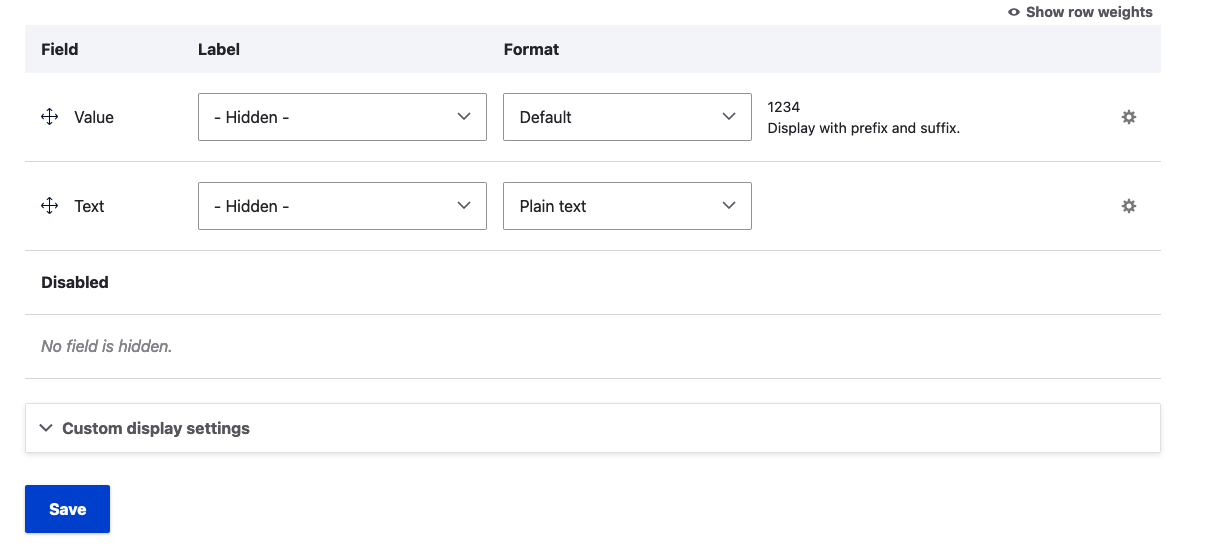 Show row weights
Field Label Format
Value - Hidden - Default 1234
Display with prefix and suffix.
Text - Hidden - Plain text
Disabled
No field is hidden.
Custom display settings
Save